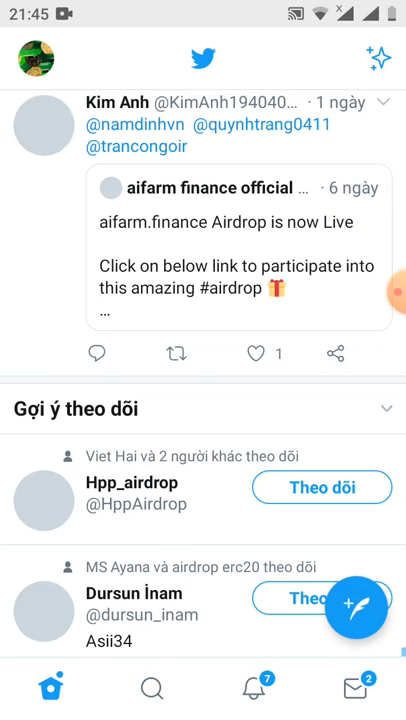 21:45
Kim Anh @KimAnh194040... · 1 ngày
@namdinhvn @quynhtrang0411
@trancongoir
aifarm finance official ... · 6 ngày
aifarm.finance Airdrop is now Live
Click on below link to participate into
this amazing #airdrop 🎁
...
1
Gợi ý theo dõi
Viet Hai và 2 người khác theo dõi
Hpp_airdrop
@HppAirdrop
Theo dõi
MS Ayana và airdrop erc20 theo dõi
Dursun İnam
@dursun_inam
Theo
Asii34
7
2